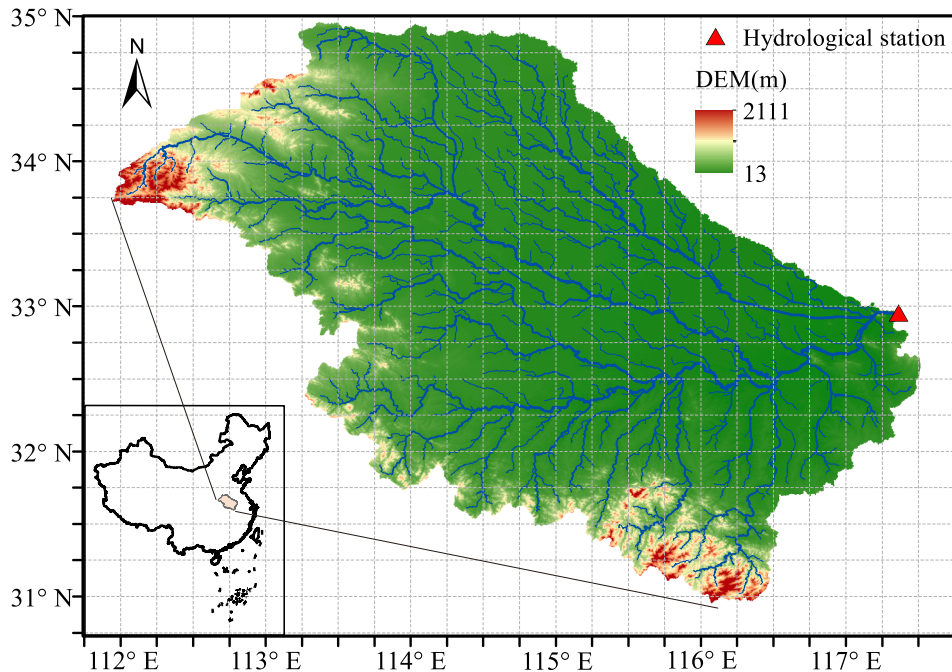 35° N
34° N
33° N
32° N
31° N
N
Hydrological station
DEM(m)
2111
13
112° E
113° E
114° E
115° E
116° E
117° E